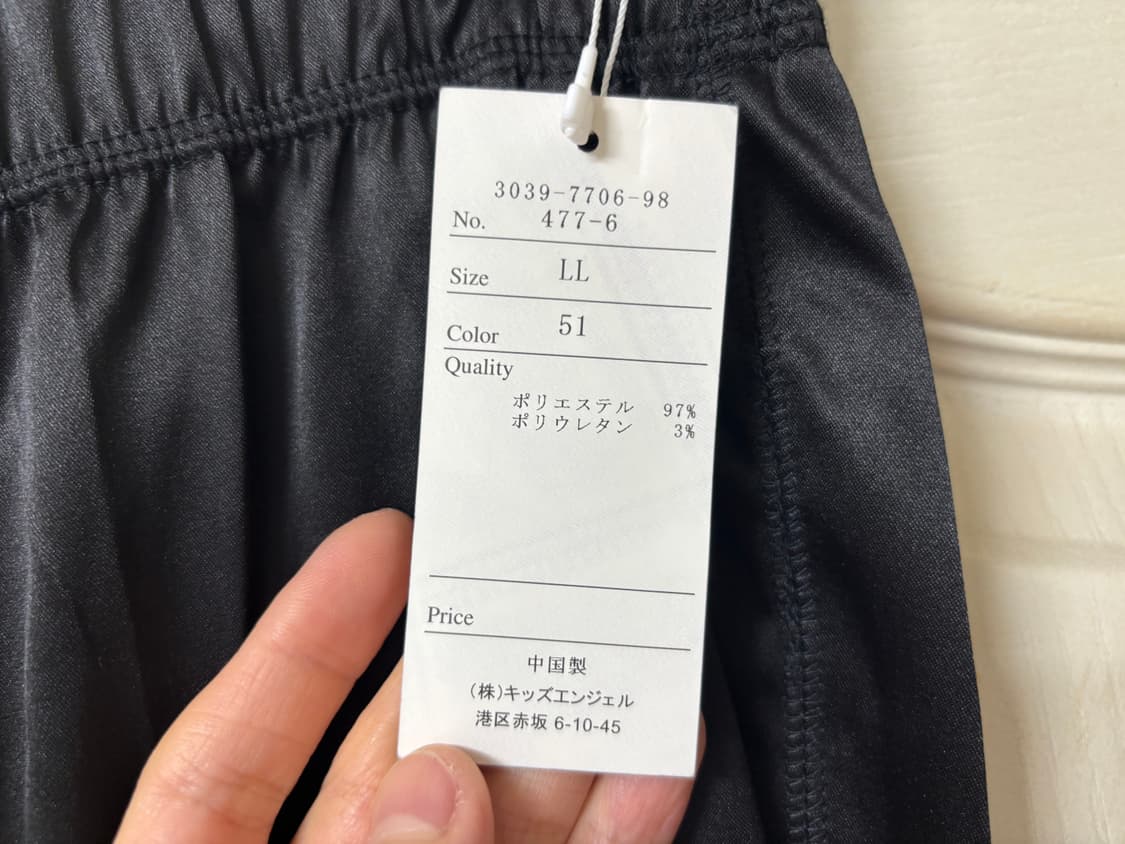 3039-7706-98
No. 477-6
Size LL
Color 51
Quality
ポリエステル 97%
ポリウレタン 3%
Price
中国製
(株)キッズエンジェル
港区赤坂 6-10-45